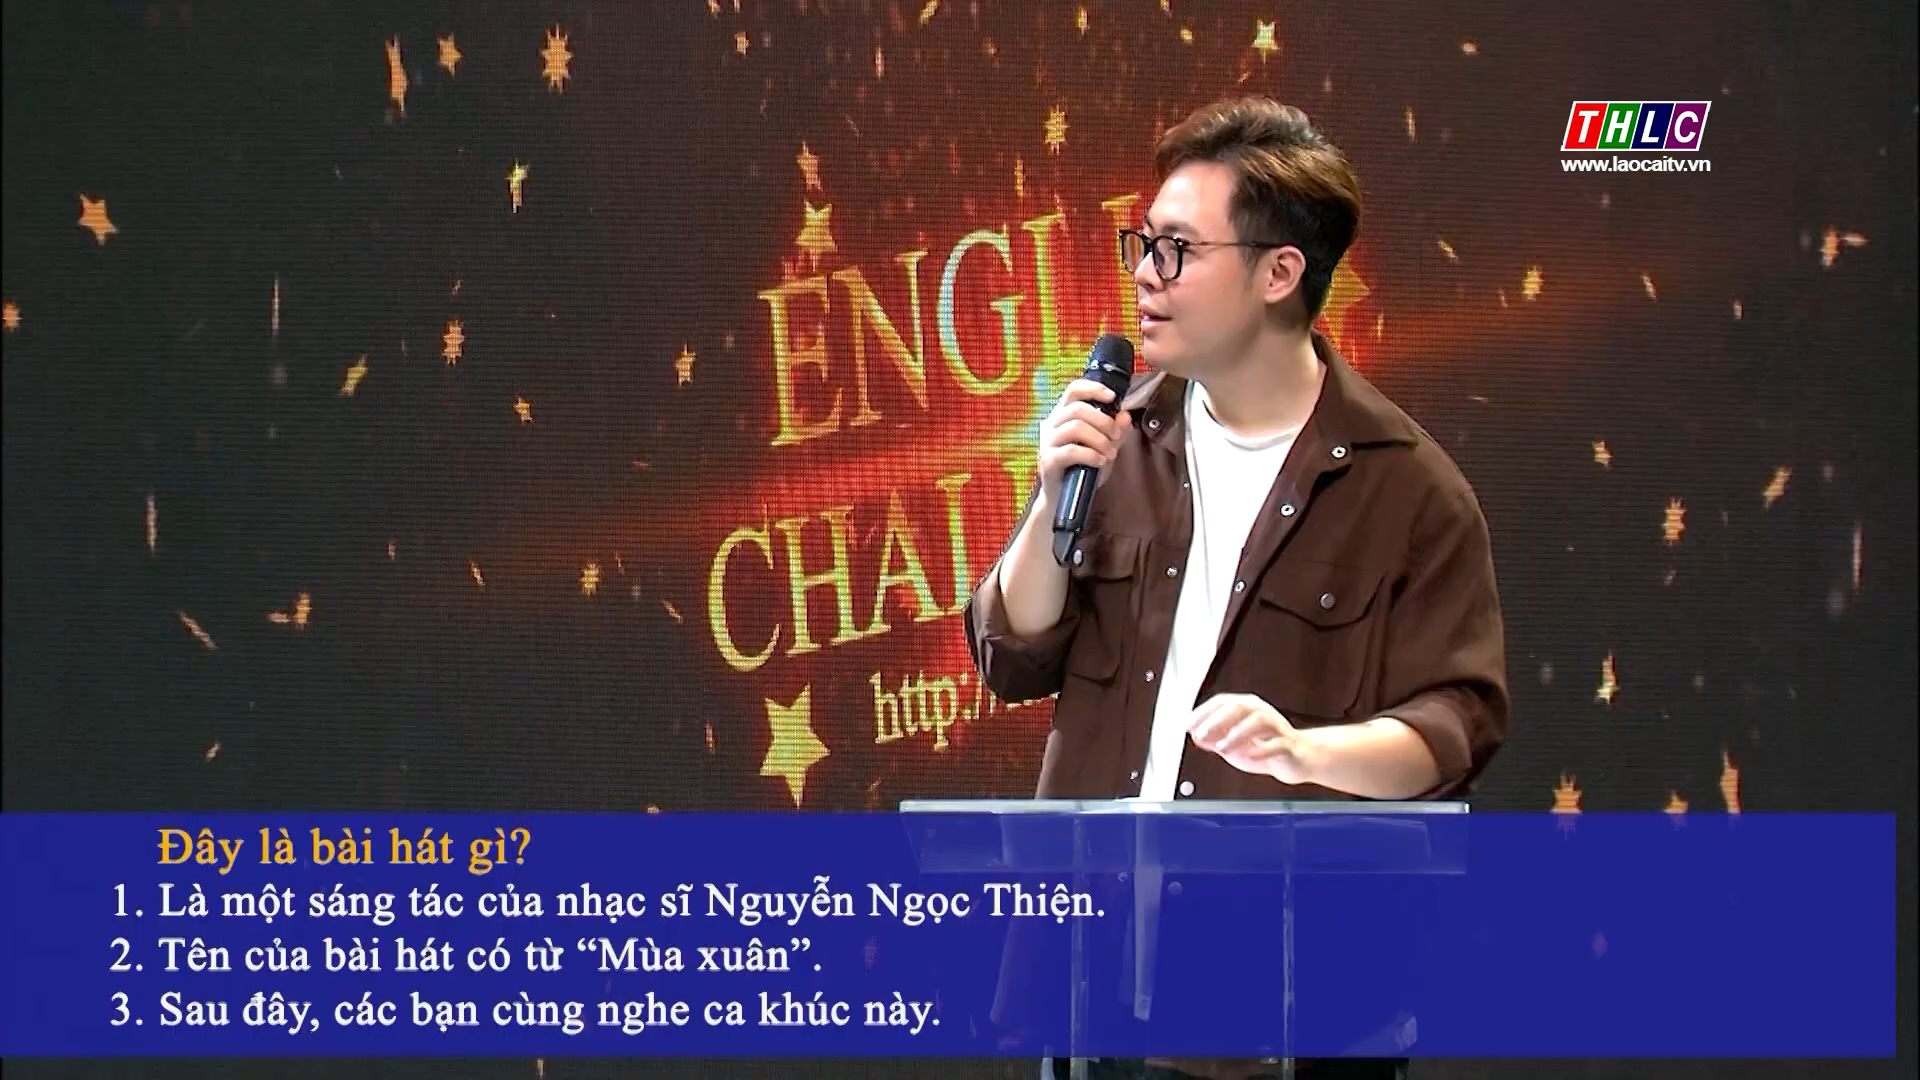 THLC
www.laocaitv.vn
ENGLI
CHAL
http:/
Đây là bài hát gì?
1. Là một sáng tác của nhạc sĩ Nguyễn Ngọc Thiện.
2. Tên của bài hát có từ “Mùa xuân”.
3. Sau đây, các bạn cùng nghe ca khúc này.